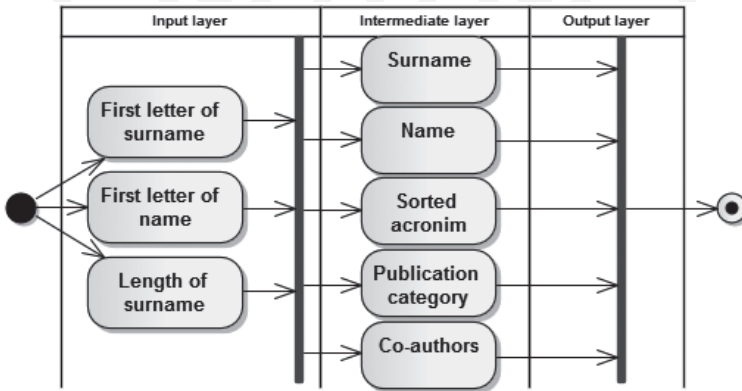 Input layer
Intermediate layer
Output layer
First letter of
surname
First letter of
name
Length of
surname
Surname
Name
Sorted
acronim
Publication
category
Co-authors